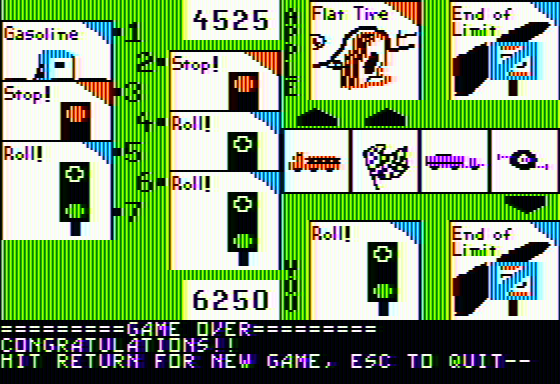 Gasoline
1
Stop!
3
Roll!
5
7
4525
2
Stop!
4
Roll!
6
Roll!
6250
APPLE
Flat Tire
End of
Limit
YOU
Roll!
End of
Limit
=========GAME OVER=========
CONGRATULATIONS!!
HIT RETURN FOR NEW GAME, ESC TO QUIT--